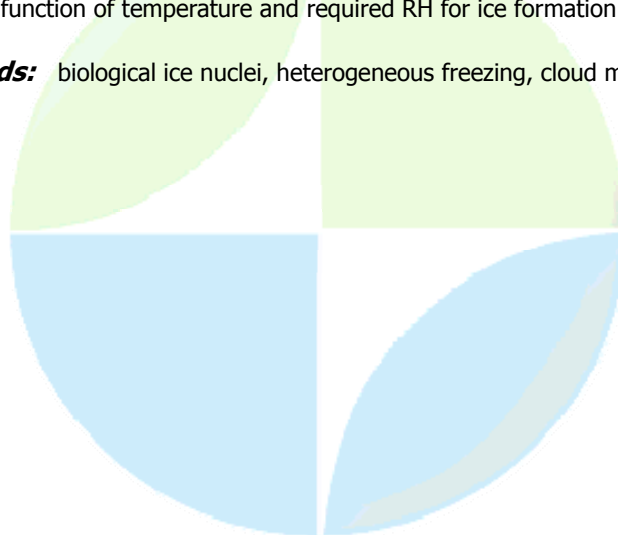 function of temperature and required RH for ice formation
ds: biological ice nuclei, heterogeneous freezing, cloud m